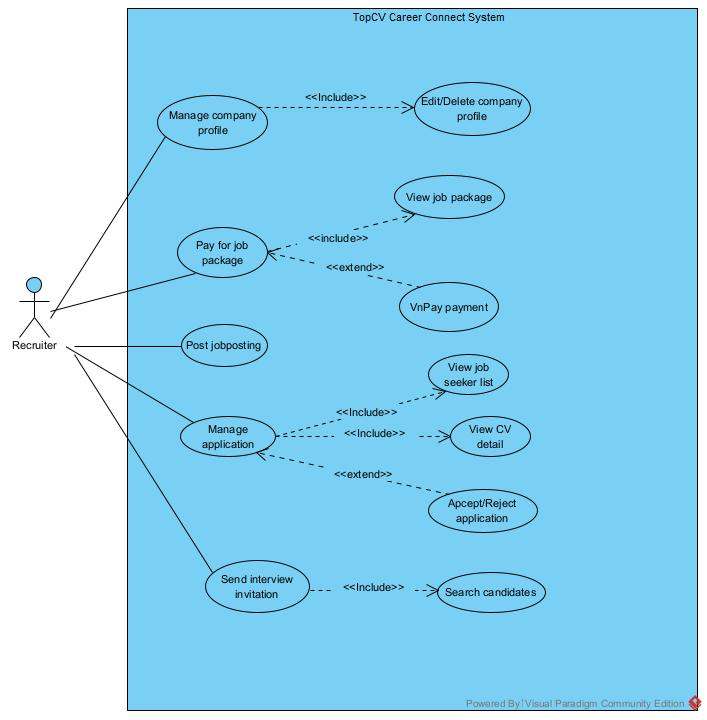 TopCV Career Connect System
Manage company
profile
<<Include>>
Edit/Delete company
profile
View job package
Pay for job
package
<<include>>
<<extend>>
VnPay payment
Recruiter
Post jobposting
View job
seeker list
Manage
application
<<Include>>
<<Include>>
View CV
detail
<<extend>>
Apcept/Reject
application
Send interview
invitation
<<Include>>
Search candidates
Powered By Visual Paradigm Community Edition